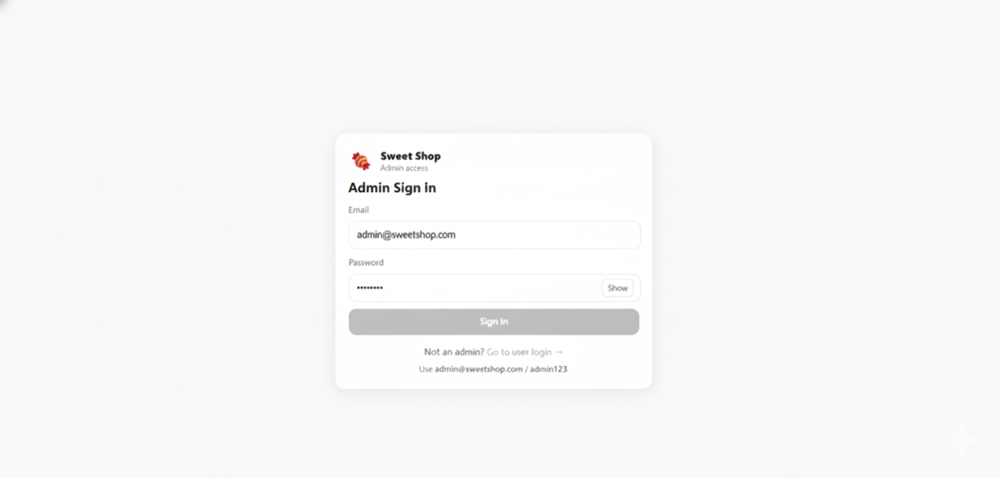 Sweet Shop
Admin access
Admin Sign in
Email
admin@sweetshop.com
Password
•••••••• Show
Sign In
Not an admin? Go to user login →
Use admin@sweetshop.com / admin123